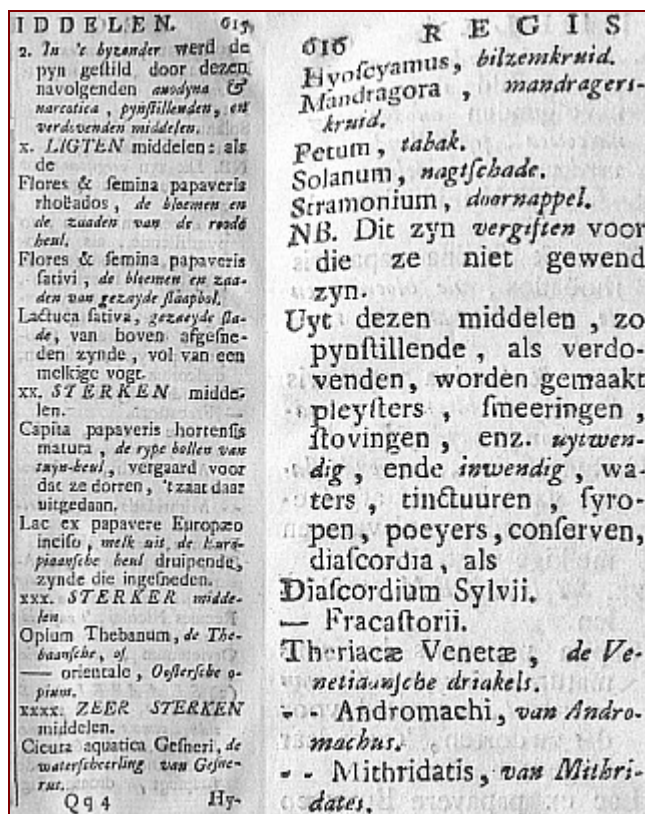 IDDELEN. 615
2. In 't byzonder werd de
pyn geſtild door dezen
navolgenden anodyna &
narcotica, pynſtillenden, en
verdovenden middelen.
x. LIGTEN middelen: als
de
Flores & ſemina papaveris
rhœados, de bloemen en
de zaaden van de roode
heul.
Flores & ſemina papaveris
ſativi, de bloemen en zaa-
den van gezayde ſlaapbol.
Lactuca ſativa, gezaeyde ſla-
de, van boven afgeſne-
den zynde, vol van een
melkige vogt.
xx. STERKEN midde-
len.
Capita papaveris hortenſis
matura, de rype bollen van
tuyn-heul, vergaard voor
dat ze dorren, 't zaat daar
uitgedaan.
Lac ex papavere Europæo
inciſo, melk uit de Euro-
piaanſche heul druipende,
zynde die ingeſneden.
xxx. STERKER midde-
len
Opium Thebanum, de The-
baanſche, of
— orientale, Ooſterſche o-
pium.
xxxx. ZEER STERKEN
middelen.
Cicuta aquatica Geſneri, de
waterſcheerling van Geſne-
rus.
Qq4 Hy-
616 REGIS
Hyoſcyamus, bilzemkruid.
Mandragora, mandragers-
kruid.
Petum, tabak.
Solanum, nagtſchade.
Stramonium, doornappel.
NB. Dit zyn vergiften voor
die ze niet gewend
zyn.
Uyt dezen middelen, zo
pynſtillende, als verdo-
venden, worden gemaakt
pleyſters, ſmeeringen,
ſtovingen, enz. uytwen-
dig, ende inwendig, wa-
ters, tinctuuren, ſyro-
pen, poeyers, conſerven,
diaſcordia, als
Diaſcordium Sylvii.
— Fracaſtorii.
Theriacæ Venetæ, de Ve-
netiaanſche driakels.
- - Andromachi, van Andro-
machus.
- - Mithridatis, van Mithri-
dates.